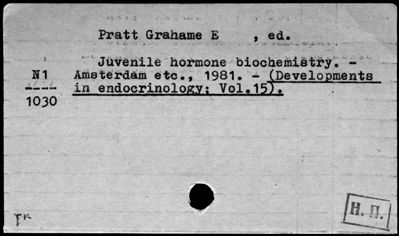 Pratt Grahame E , ed.
Juvenile hormone biochemistry. -
N1 Amsterdam etc., 1981. - (Developments
in endocrinology; Vol.15).
1030
Н. П.